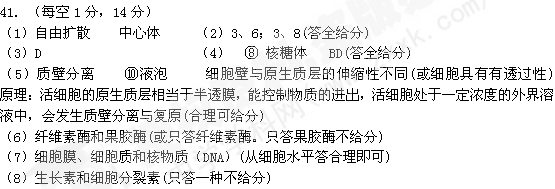 41. （每空1分，14分）
（1）自由扩散 中心体 （2）3、6；3、8(答全给分)
（3）D （4） ⑧ 核糖体 BD(答全给分)
（5）质壁分离 ⑩液泡 细胞壁与原生质层的伸缩性不同(或细胞具有有透过性)
原理：活细胞的原生质层相当于半透膜，能控制物质的进出，活细胞处于一定浓度的外界溶
液中，会发生质壁分离与复原(合理可给分)
（6）纤维素酶和果胶酶(或只答纤维素酶。只答果胶酶不给分)
（7）细胞膜、细胞质和核物质（DNA）(从细胞水平答合理即可)
（8）生长素和细胞分裂素(只答一种不给分)